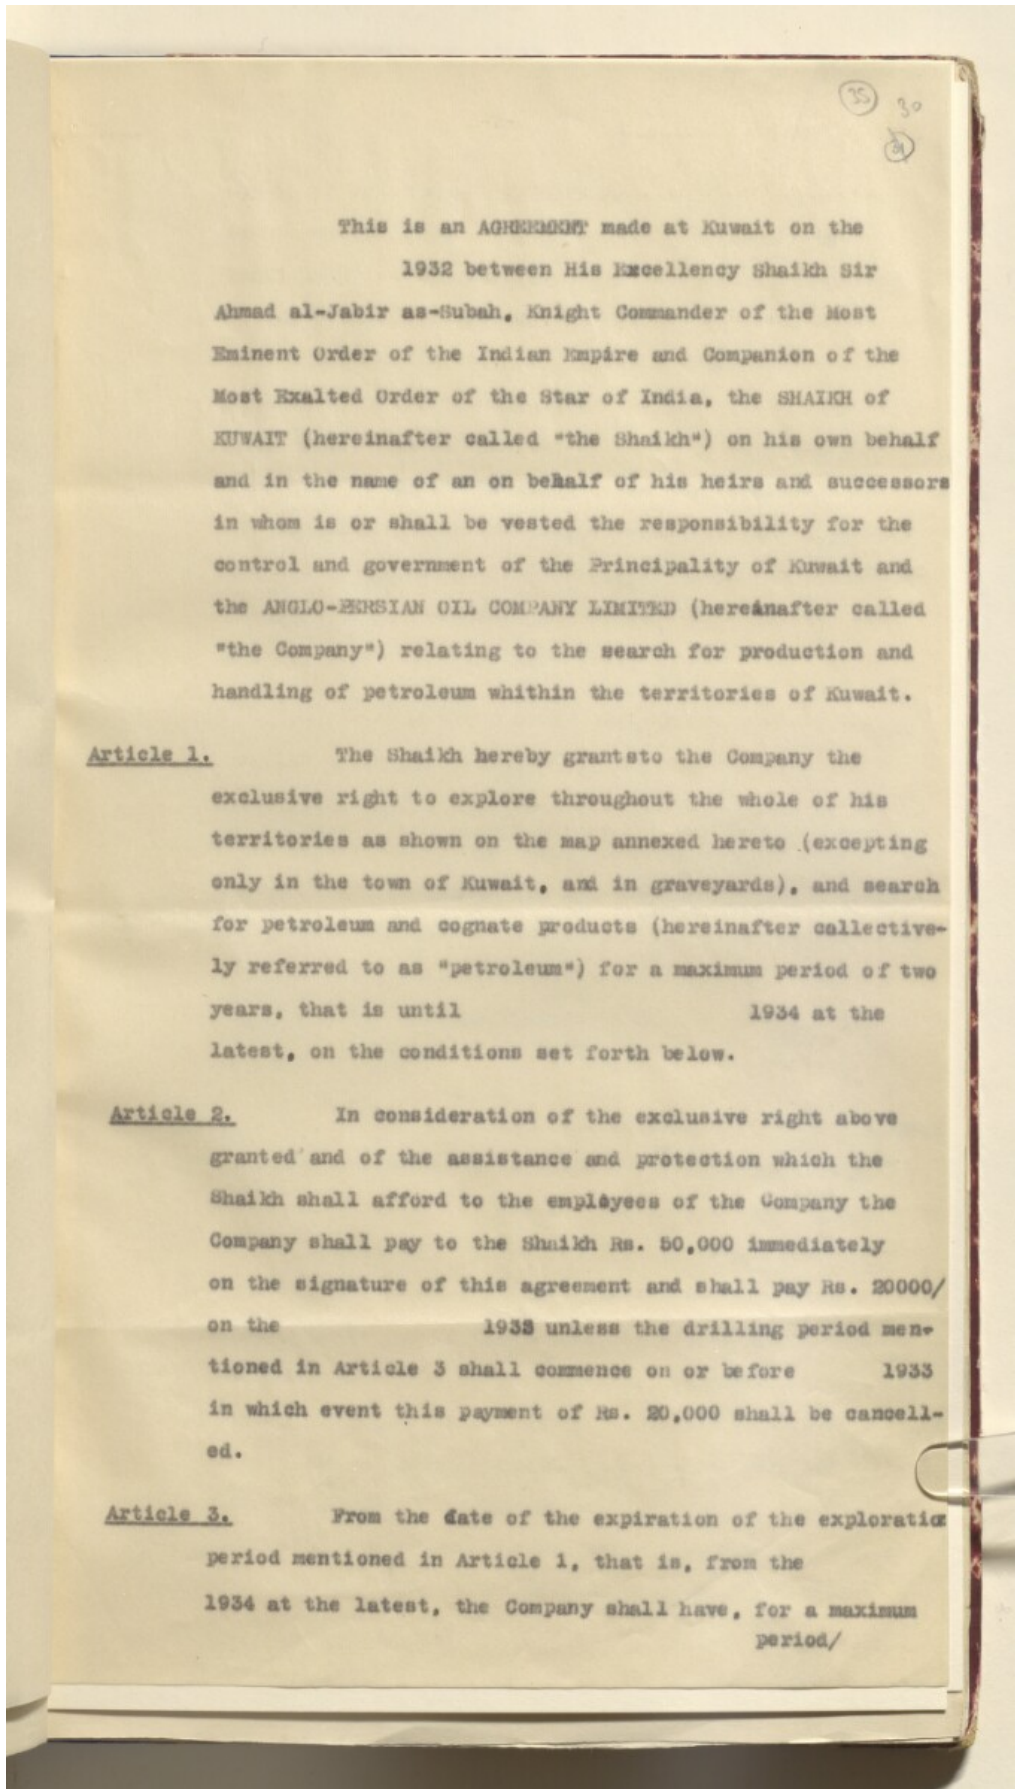 35 30
31
This is an AGREEMENT made at Kuwait on the
1932 between His Excellency Shaikh Sir
Ahmad al-Jabir as-Subah, Knight Commander of the Most
Eminent Order of the Indian Empire and Companion of the
Most Exalted Order of the Star of India, the SHAIKH of
KUWAIT (hereinafter called "the Shaikh") on his own behalf
and in the name of an on behalf of his heirs and successors
in whom is or shall be vested the responsibility for the
control and government of the Principality of Kuwait and
the ANGLO-PERSIAN OIL COMPANY LIMITED (hereinafter called
"the Company") relating to the search for production and
handling of petroleum whithin the territories of Kuwait.
Article 1. The Shaikh hereby grantsto the Company the
exclusive right to explore throughout the whole of his
territories as shown on the map annexed hereto (excepting
only in the town of Kuwait, and in graveyards), and search
for petroleum and cognate products (hereinafter collective-
ly referred to as "petroleum") for a maximum period of two
years, that is until 1934 at the
latest, on the conditions set forth below.
Article 2. In consideration of the exclusive right above
granted and of the assistance and protection which the
Shaikh shall afford to the employees of the Company the
Company shall pay to the Shaikh Rs. 50,000 immediately
on the signature of this agreement and shall pay Rs. 20000/
on the 1933 unless the drilling period men-
tioned in Article 3 shall commence on or before 1933
in which event this payment of Rs. 20,000 shall be cancell-
ed.
Article 3. From the date of the expiration of the exploration
period mentioned in Article 1, that is, from the
1934 at the latest, the Company shall have, for a maximum
period/